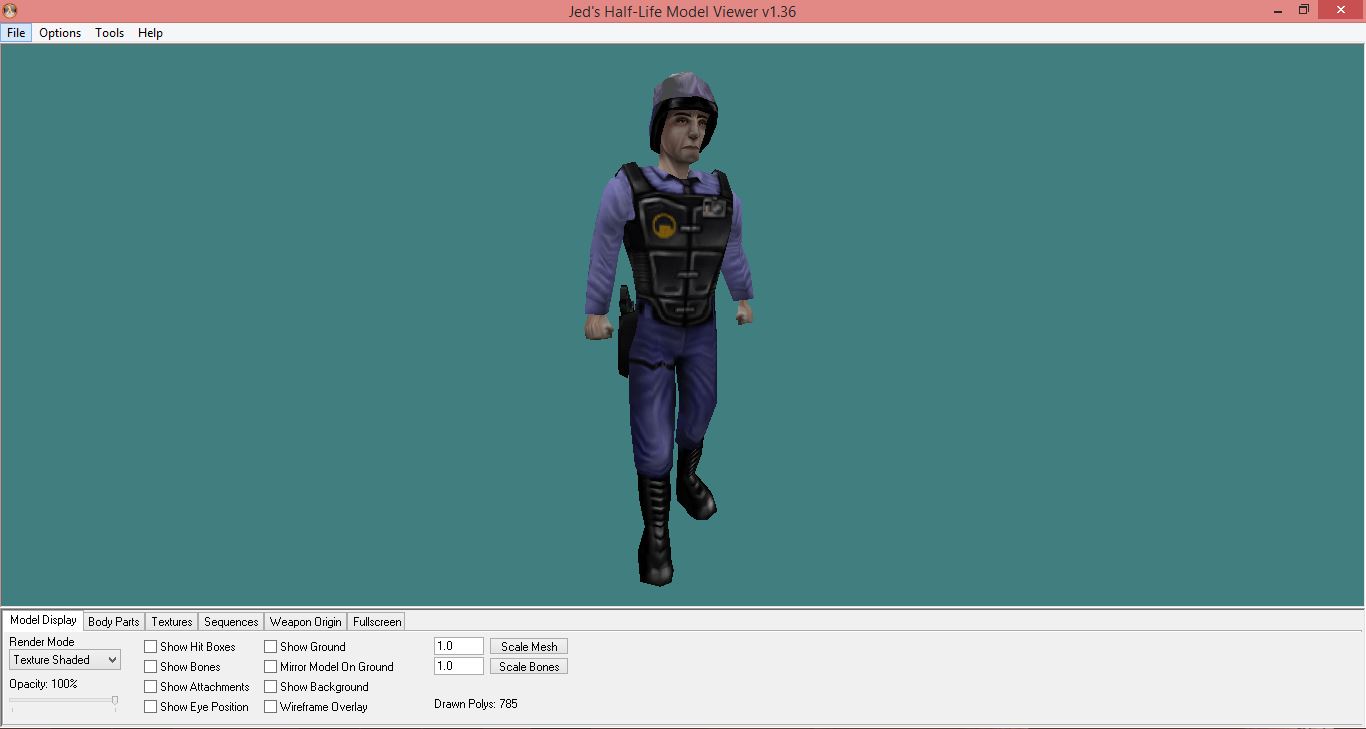 Jed's Half-Life Model Viewer v1.36
File Options Tools Help
Model Display Body Parts Textures Sequences Weapon Origin Fullscreen
Render Mode
Texture Shaded
Opacity: 100%
Show Hit Boxes
Show Bones
Show Attachments
Show Eye Position
Show Ground
Mirror Model On Ground
Show Background
Wireframe Overlay
1.0 Scale Mesh
1.0 Scale Bones
Drawn Polys: 785